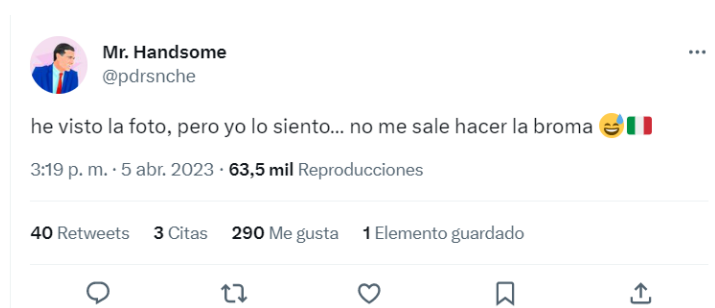 Mr. Handsome
@pdrsnche
he visto la foto, pero yo lo siento... no me sale hacer la broma 😅🇮🇹
3:19 p. m. · 5 abr. 2023 · 63,5 mil Reproducciones
40 Retweets 3 Citas 290 Me gusta 1 Elemento guardado